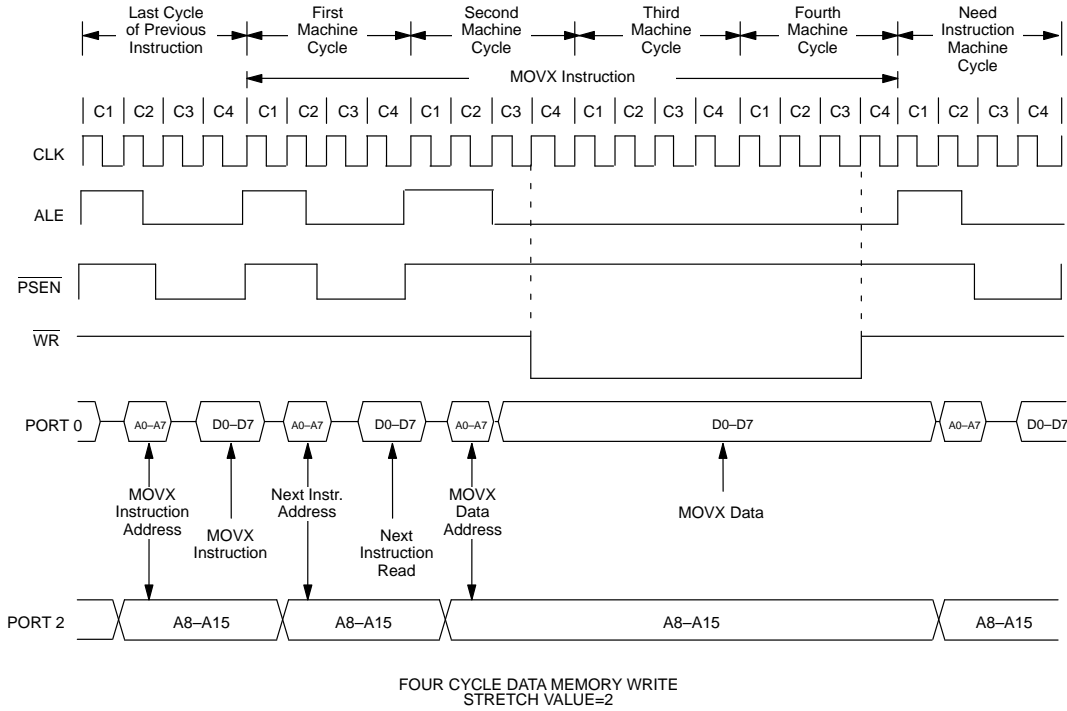 Last Cycle of Previous Instruction
First Machine Cycle
Second Machine Cycle
Third Machine Cycle
Fourth Machine Cycle
Need Instruction Machine Cycle
MOVX Instruction
C1 C2 C3 C4 C1 C2 C3 C4 C1 C2 C3 C4 C1 C2 C3 C4 C1 C2 C3 C4 C1 C2 C3 C4
CLK
ALE
PSEN
WR
PORT 0 A0–A7 D0–D7 A0–A7 D0–D7 A0–A7 D0–D7 A0–A7 D0–D7
MOVX Instruction Address
MOVX Instruction
Next Instr. Address
Next Instruction Read
MOVX Data Address
MOVX Data
PORT 2 A8–A15 A8–A15 A8–A15 A8–A15
FOUR CYCLE DATA MEMORY WRITE
STRETCH VALUE=2